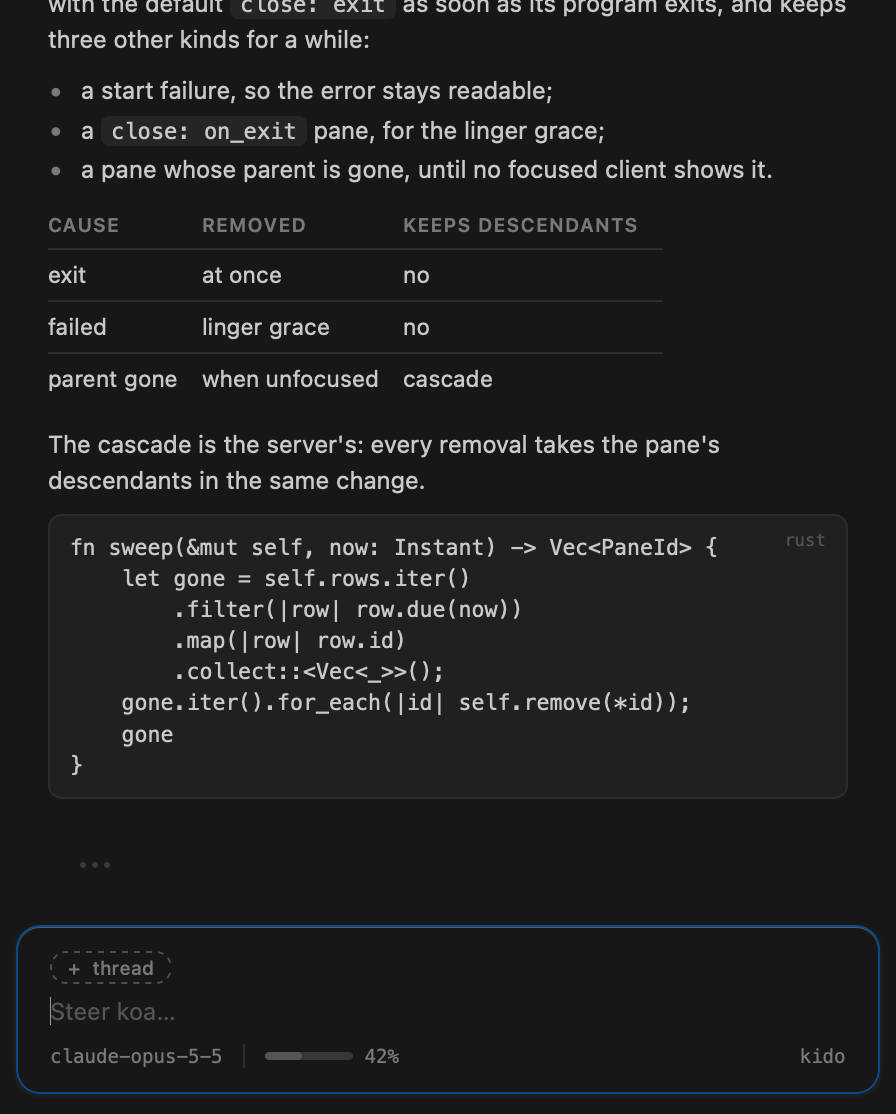 with the default close: exit as soon as its program exits, and keeps
three other kinds for a while:
• a start failure, so the error stays readable;
• a close: on_exit pane, for the linger grace;
• a pane whose parent is gone, until no focused client shows it.
CAUSE REMOVED KEEPS DESCENDANTS
exit at once no
failed linger grace no
parent gone when unfocused cascade
The cascade is the server's: every removal takes the pane's
descendants in the same change.
rust
fn sweep(&mut self, now: Instant) -> Vec<PaneId> {
    let gone = self.rows.iter()
        .filter(|row| row.due(now))
        .map(|row| row.id)
        .collect::<Vec<_>>();
    gone.iter().for_each(|id| self.remove(*id));
    gone
}
...
+ thread
Steer koa...
claude-opus-5-5 42% kido